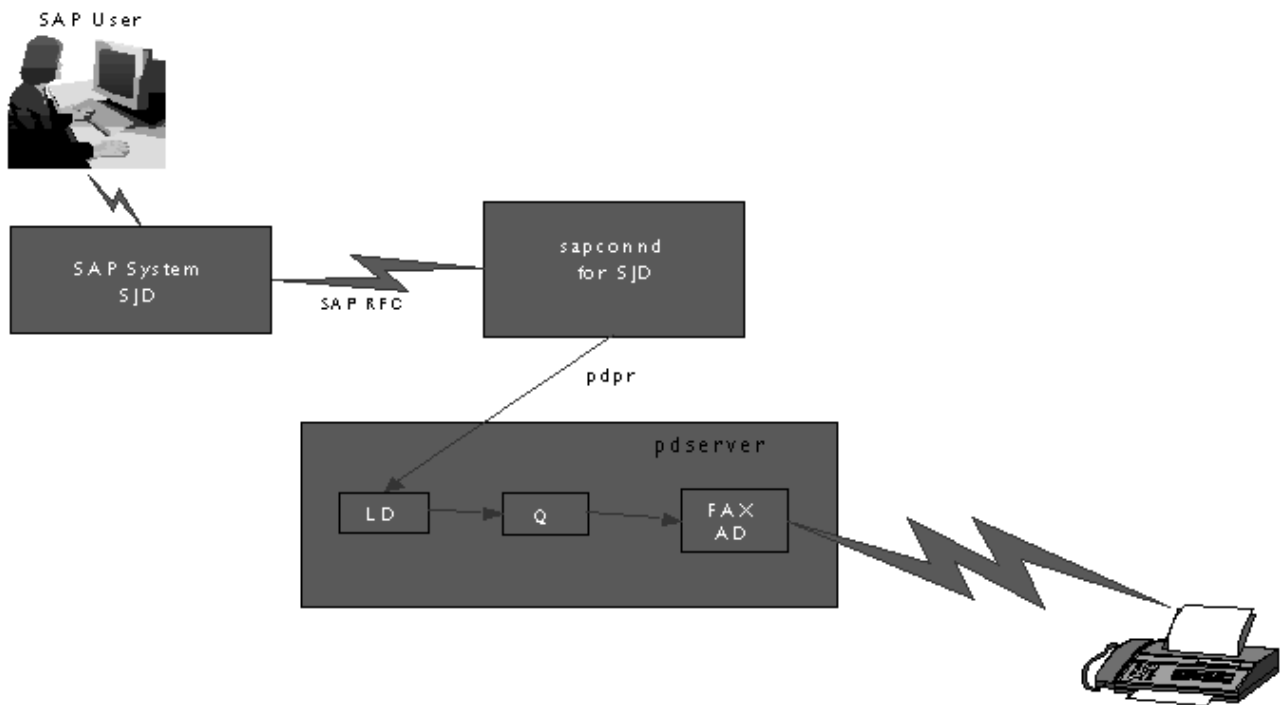 SAP User
SAP System
SJD
SAP RFC
sapconnd
for SJD
pdpr
pdserver
LD
Q
FAX
AD